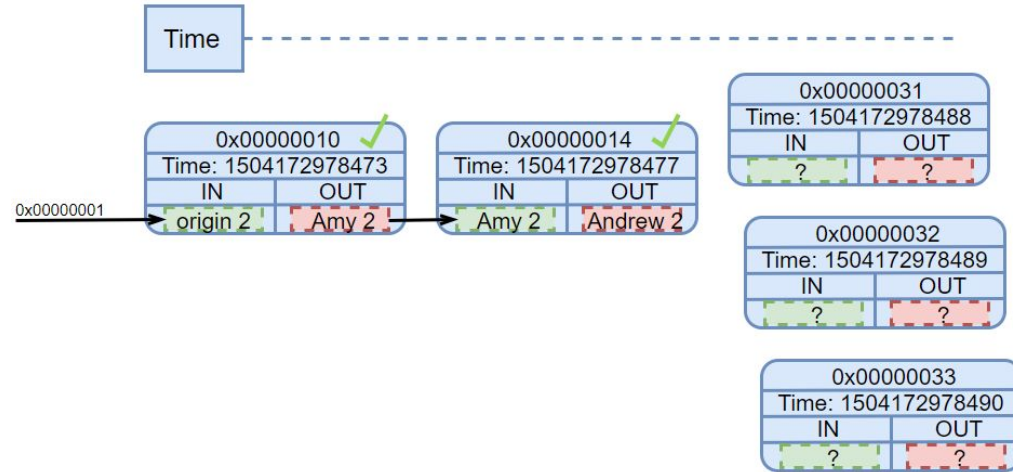 Time
0x00000010
Time: 1504172978473
IN OUT
origin 2 Amy 2
0x00000001
0x00000014
Time: 1504172978477
IN OUT
Amy 2 Andrew 2
0x00000031
Time: 1504172978488
IN OUT
? ?
0x00000032
Time: 1504172978489
IN OUT
? ?
0x00000033
Time: 1504172978490
IN OUT
? ?